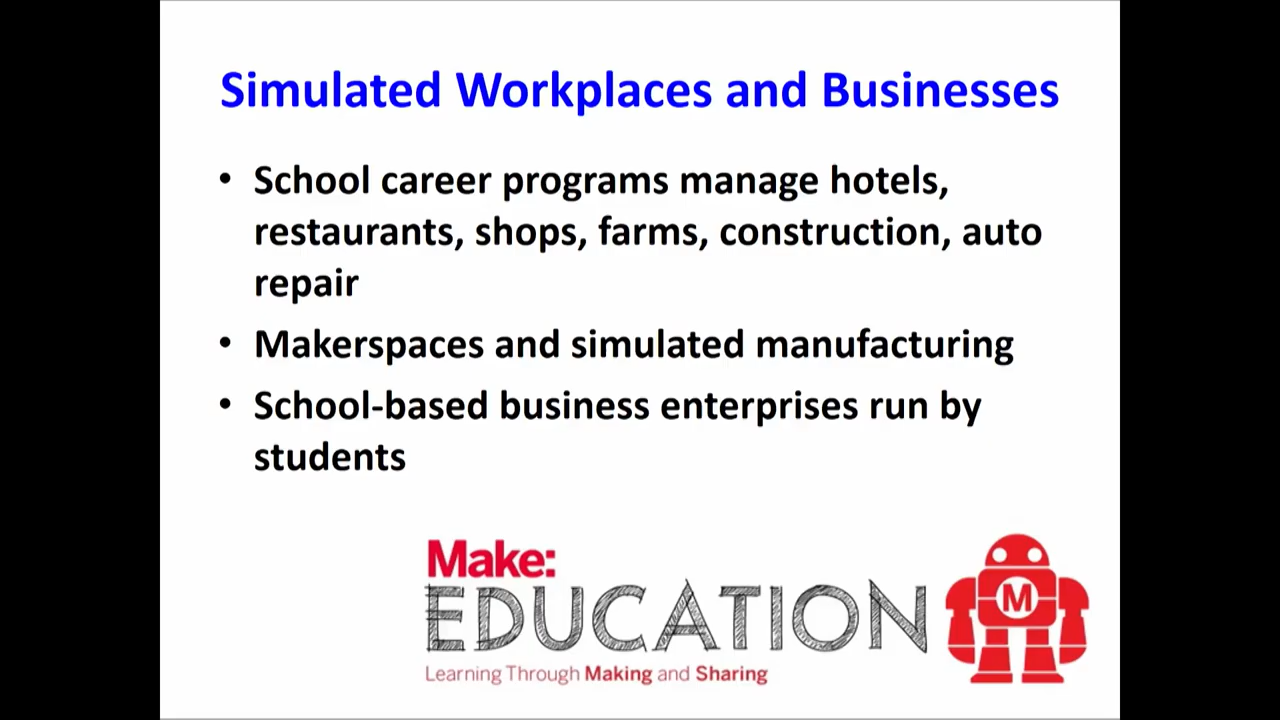 Simulated Workplaces and Businesses
• School career programs manage hotels,
restaurants, shops, farms, construction, auto
repair
• Makerspaces and simulated manufacturing
• School-based business enterprises run by
students
Make:
EDUCATION
M
Learning Through Making and Sharing